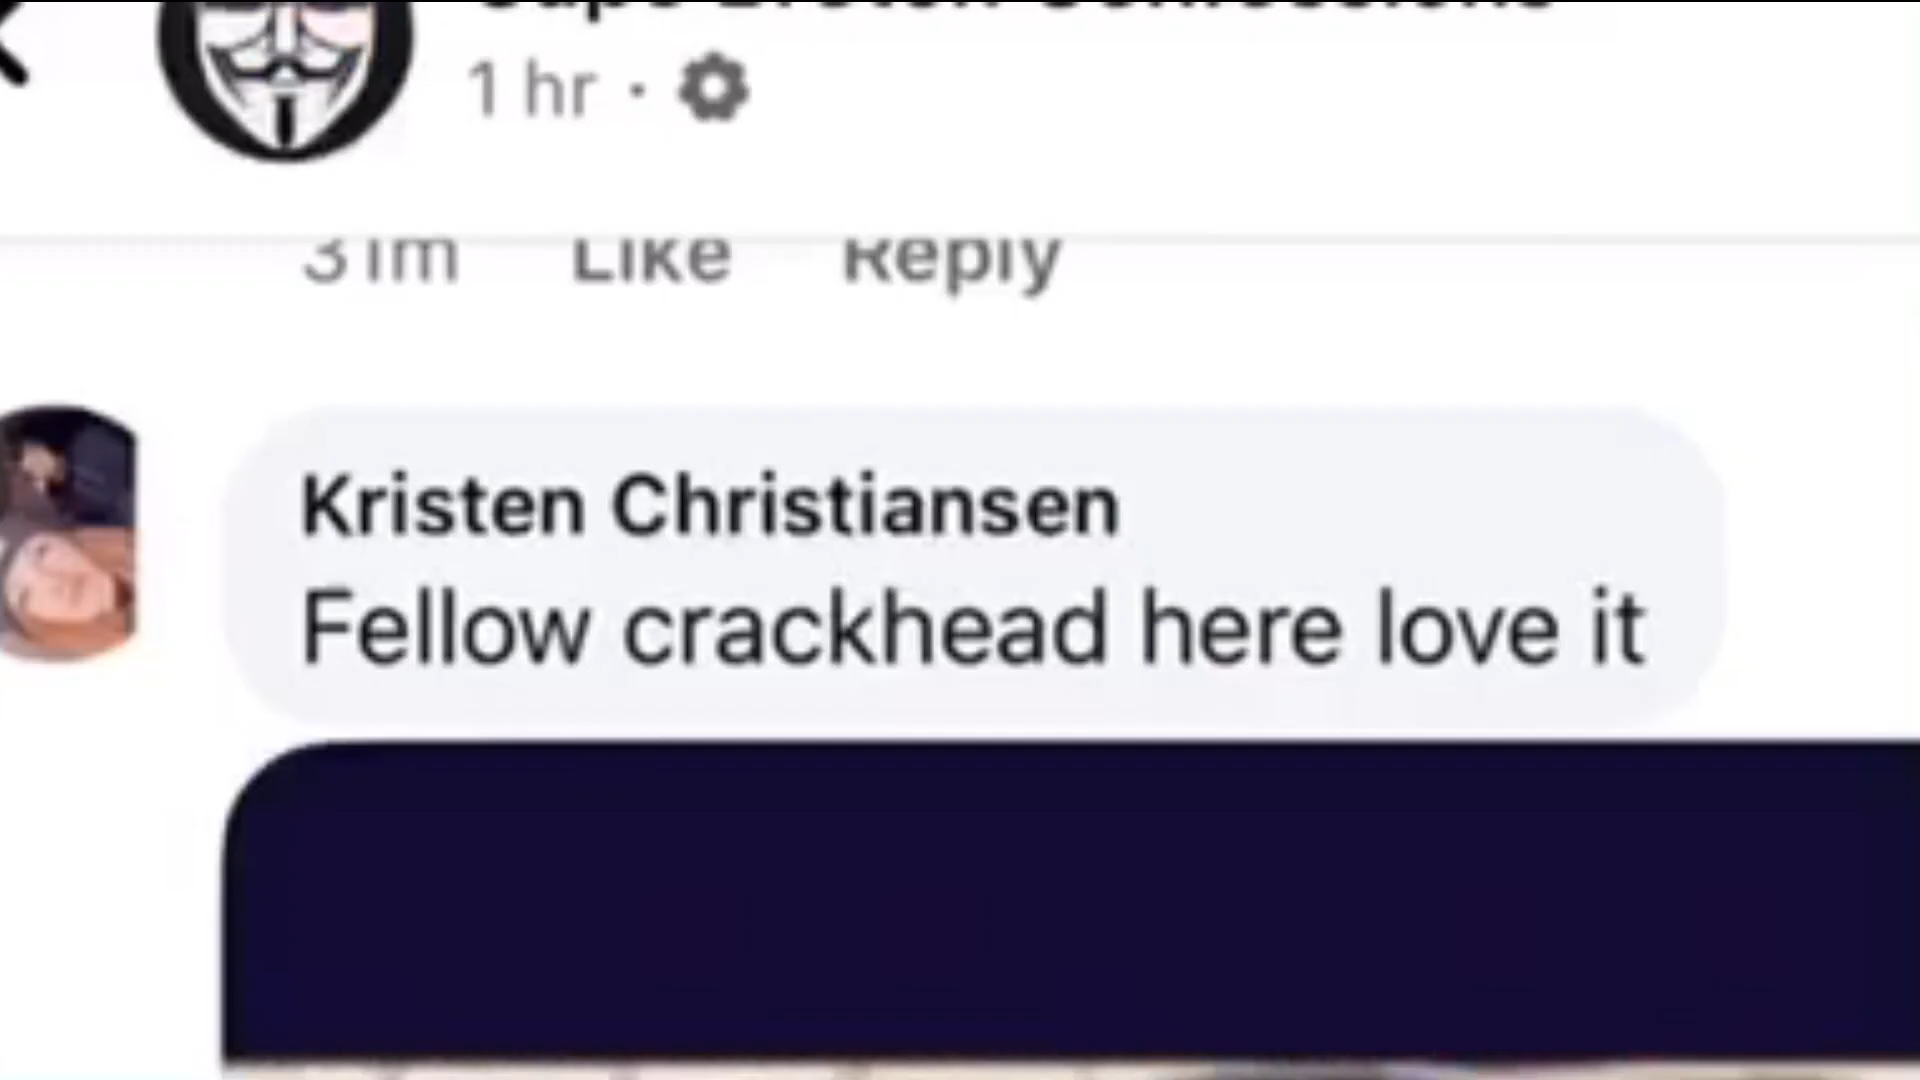 1 hr ·
31m Like Reply
Kristen Christiansen
Fellow crackhead here love it